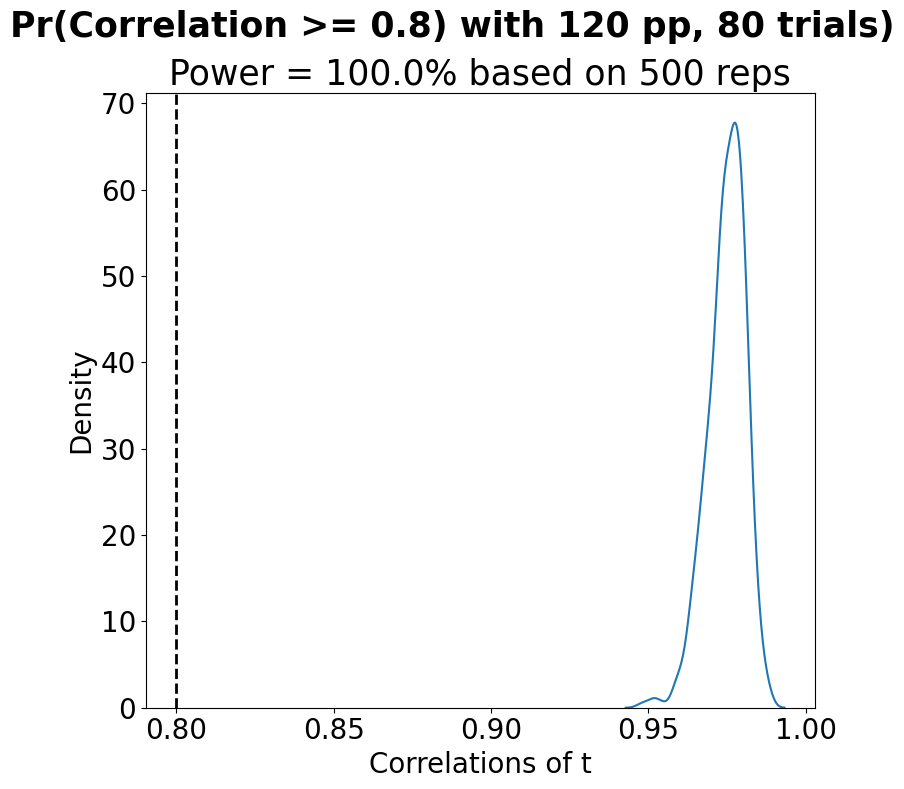 Pr(Correlation >= 0.8) with 120 pp, 80 trials)
Power = 100.0% based on 500 reps
70
60
50
40
30
20
10
0
Density
0.80 0.85 0.90 0.95 1.00
Correlations of t